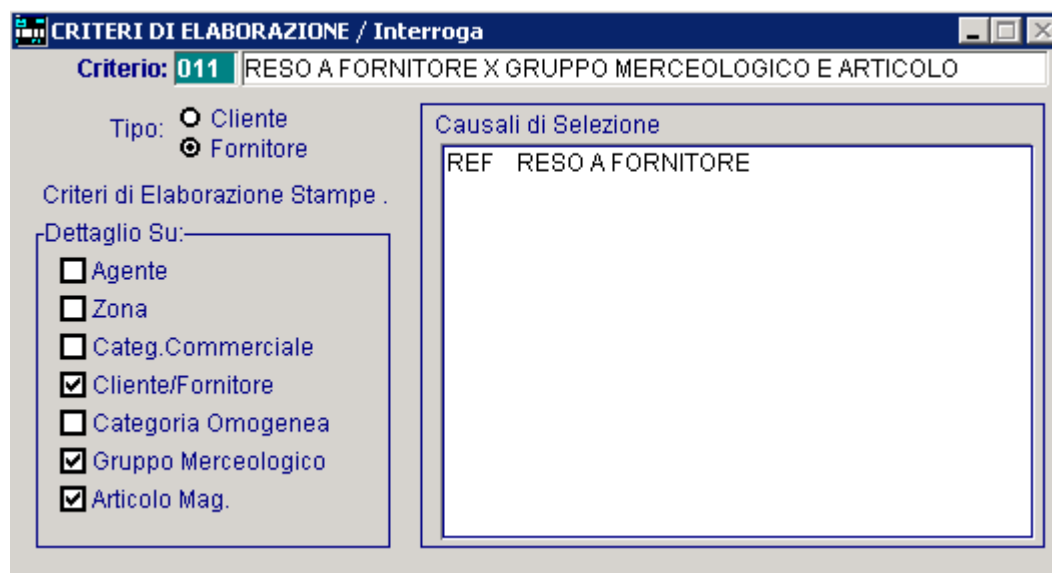 CRITERI DI ELABORAZIONE / Interroga
Criterio: 011 RESO A FORNITORE X GRUPPO MERCEOLOGICO E ARTICOLO
Tipo: Cliente
Fornitore
Criteri di Elaborazione Stampe .
Dettaglio Su:
Agente
Zona
Categ.Commerciale
Cliente/Fornitore
Categoria Omogenea
Gruppo Merceologico
Articolo Mag.
Causali di Selezione
REF RESO A FORNITORE